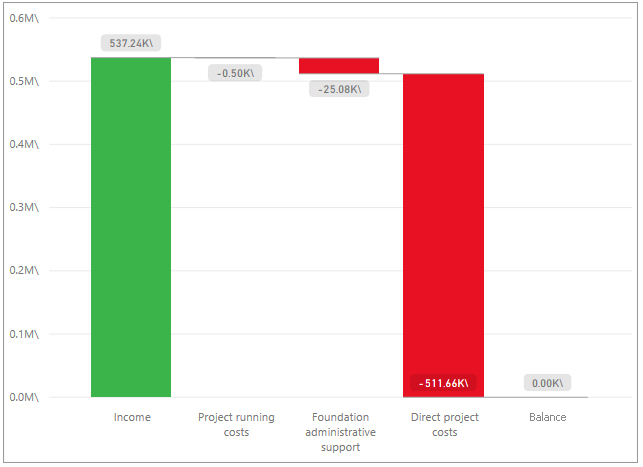 0.6M\
537.24K\
-0.50K\
0.5M\
-25.08K\
0.4M\
0.3M\
0.2M\
0.1M\
-511.66K\
0.00K\
0.0M\
Income
Project running
costs
Foundation
administrative
support
Direct project
costs
Balance